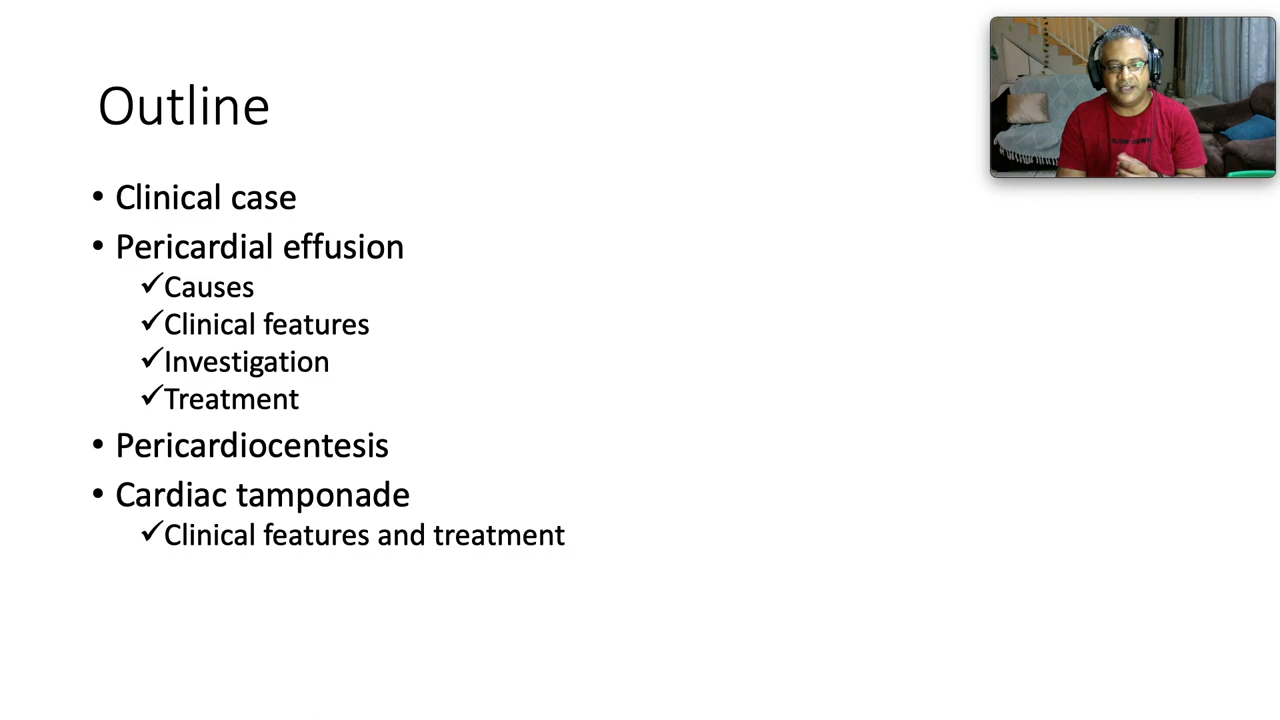 Outline
• Clinical case
• Pericardial effusion
✓Causes
✓Clinical features
✓Investigation
✓Treatment
• Pericardiocentesis
• Cardiac tamponade
✓Clinical features and treatment